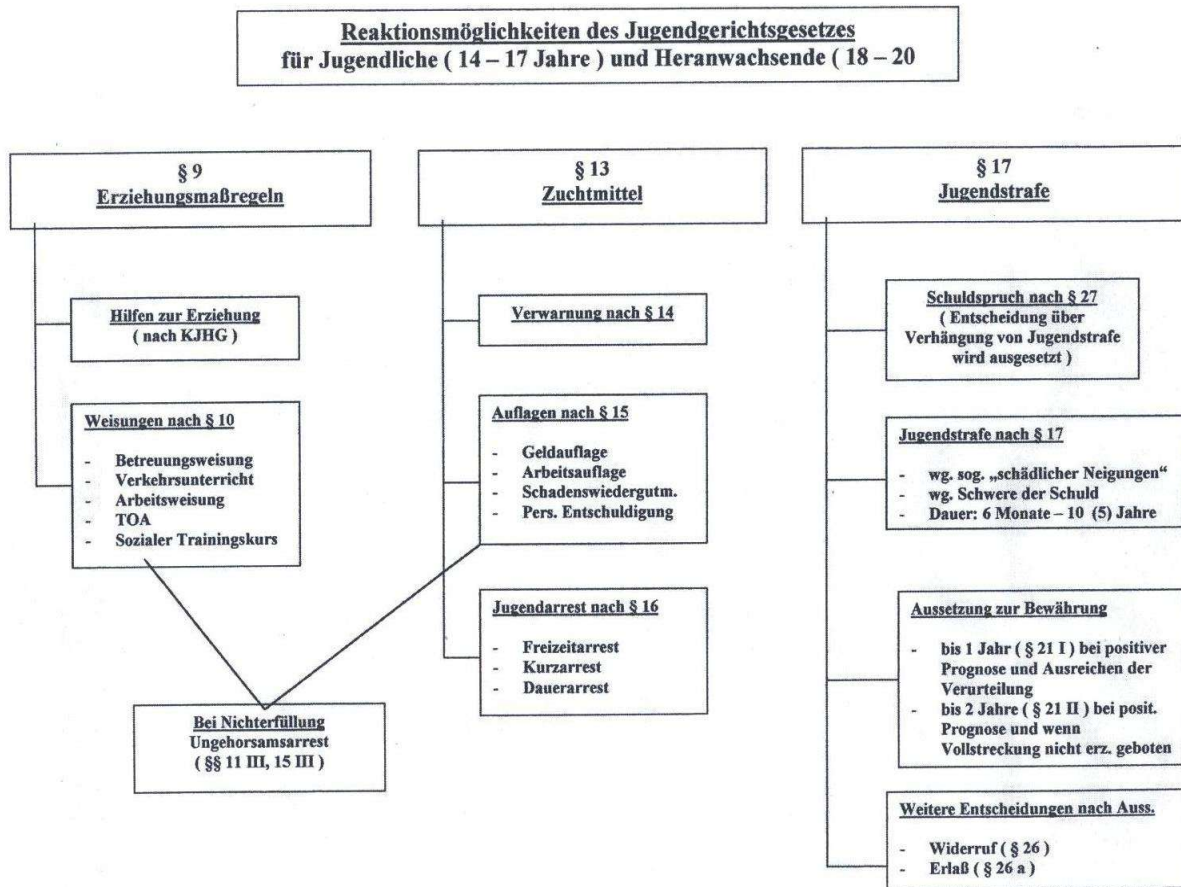 Reaktionsmöglichkeiten des Jugendgerichtsgesetzes
für Jugendliche ( 14 – 17 Jahre ) und Heranwachsende ( 18 – 20
§ 9
Erziehungsmaßregeln
Hilfen zur Erziehung
( nach KJHG )
Weisungen nach § 10
- Betreuungsweisung
- Verkehrsunterricht
- Arbeitsweisung
- TOA
- Sozialer Trainingskurs
Bei Nichterfüllung
Ungehorsamsarrest
( §§ 11 III, 15 III )
§ 13
Zuchtmittel
Verwarnung nach § 14
Auflagen nach § 15
- Geldauflage
- Arbeitsauflage
- Schadenswiedergutm.
- Pers. Entschuldigung
Jugendarrest nach § 16
- Freizeitarrest
- Kurzarrest
- Dauerarrest
§ 17
Jugendstrafe
Schuldspruch nach § 27
( Entscheidung über
Verhängung von Jugendstrafe
wird ausgesetzt )
Jugendstrafe nach § 17
- wg. sog. „schädlicher Neigungen“
- wg. Schwere der Schuld
- Dauer: 6 Monate – 10 (5) Jahre
Aussetzung zur Bewährung
- bis 1 Jahr ( § 21 I ) bei positiver
Prognose und Ausreichen der
Verurteilung
- bis 2 Jahre ( § 21 II ) bei posit.
Prognose und wenn
Vollstreckung nicht erz. geboten
Weitere Entscheidungen nach Auss.
- Widerruf ( § 26 )
- Erlaß ( § 26 a )